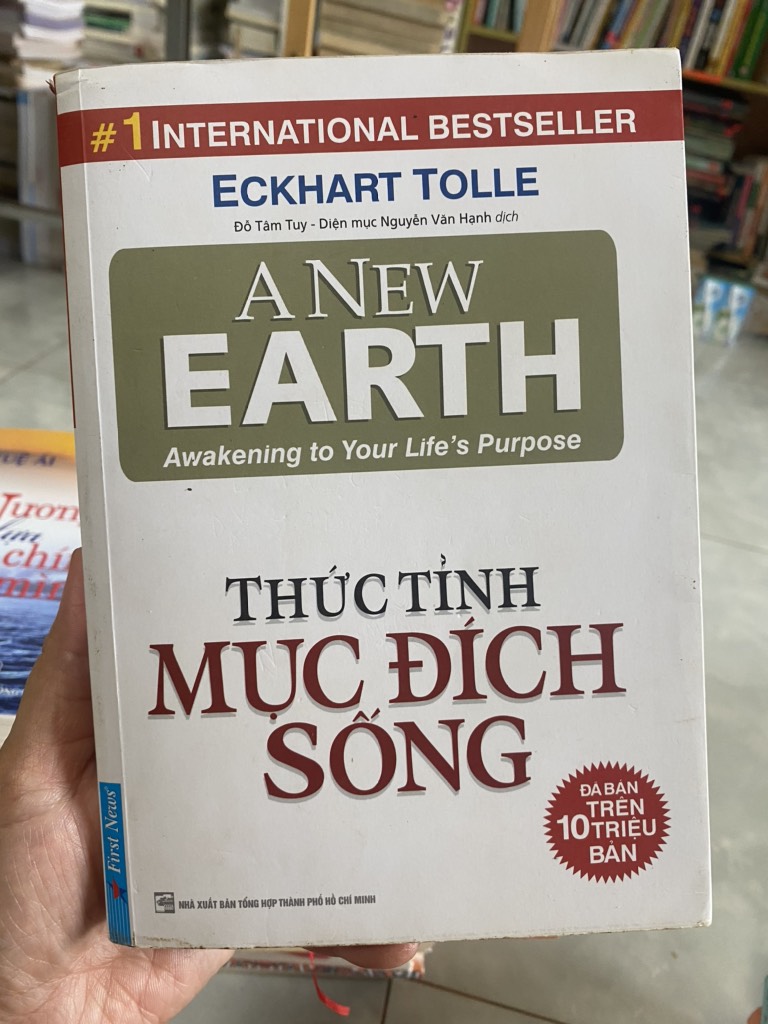 #1 INTERNATIONAL BESTSELLER
ECKHART TOLLE
Đỗ Tâm Tuy - Diện mục Nguyễn Văn Hạnh dịch
A NEW
EARTH
Awakening to Your Life's Purpose
THỨC TỈNH
MỤC ĐÍCH
SỐNG
ĐÃ BÁN
TRÊN
10 TRIỆU
BẢN
First News
NHÀ XUẤT BẢN TỔNG HỢP THÀNH PHỐ HỒ CHÍ MINH